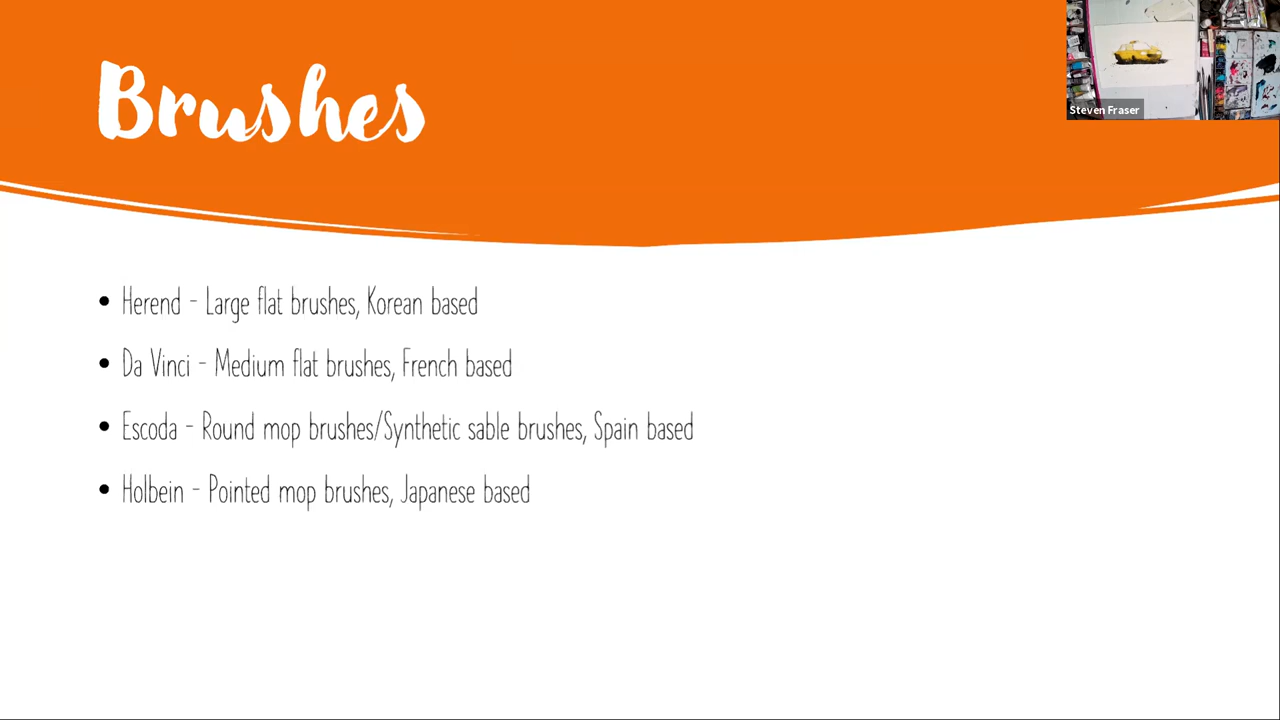 Brushes
Steven Fraser
• Herend - Large flat brushes, Korean based
• Da Vinci - Medium flat brushes, French based
• Escoda - Round mop brushes/Synthetic sable brushes, Spain based
• Holbein - Pointed mop brushes, Japanese based